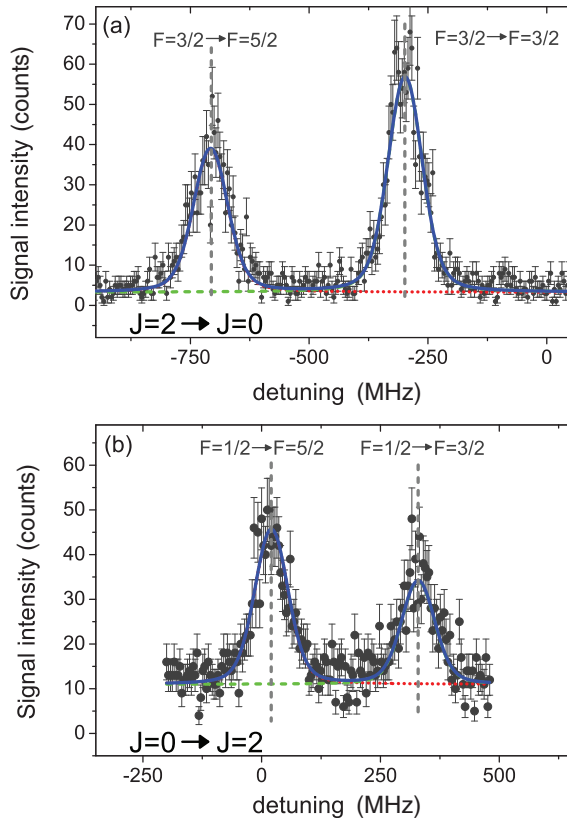 (a)
F=3/2→F=5/2
F=3/2→F=3/2
Signal intensity (counts)
70
60
50
40
30
20
10
0
J=2→J=0
-750
-500
-250
0
detuning (MHz)
(b)
F=1/2→F=5/2
F=1/2→F=3/2
Signal intensity (counts)
60
50
40
30
20
10
0
J=0→J=2
-250
0
250
500
detuning (MHz)